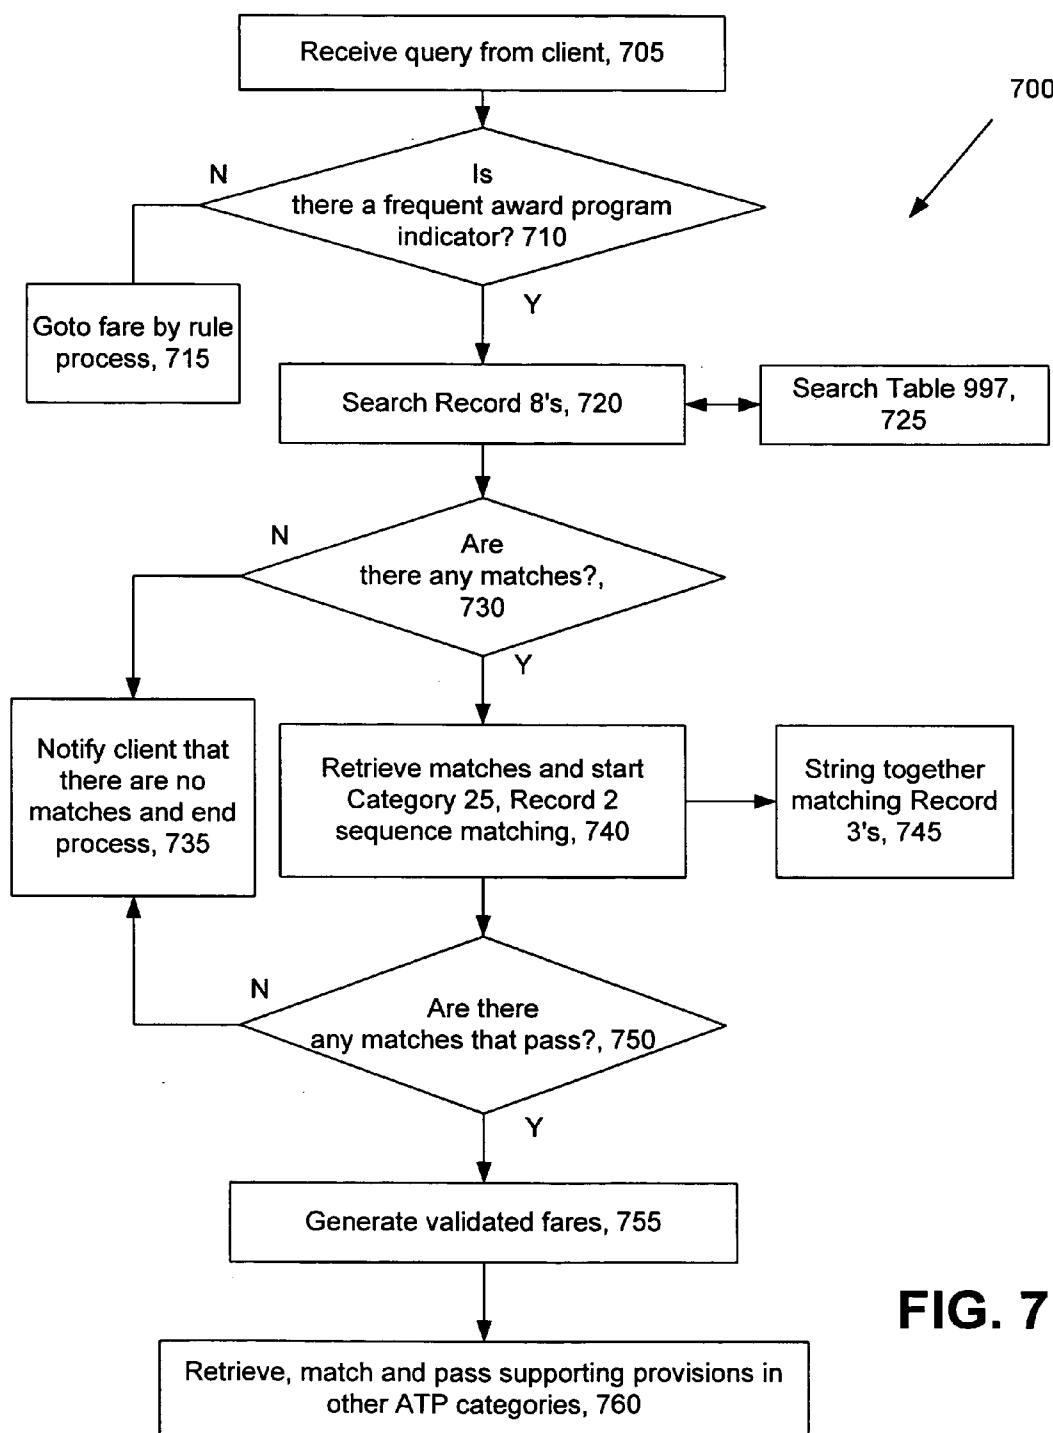 Receive query from client, 705
700
N
Is
there a frequent award program
indicator? 710
Y
Goto fare by rule
process, 715
Search Record 8's, 720
Search Table 997,
725
N
Are
there any matches?,
730
Y
Notify client that
there are no
matches and end
process, 735
Retrieve matches and start
Category 25, Record 2
sequence matching, 740
String together
matching Record
3's, 745
N
Are there
any matches that pass?, 750
Y
Generate validated fares, 755
FIG. 7
Retrieve, match and pass supporting provisions in
other ATP categories, 760